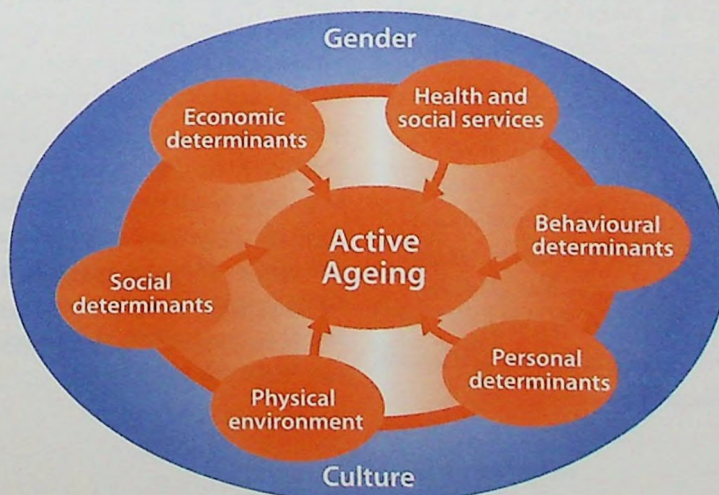 Gender
Economic
determinants
Health and
social services
Active
Ageing
Behavioural
determinants
Social
determinants
Personal
determinants
Physical
environment
Culture